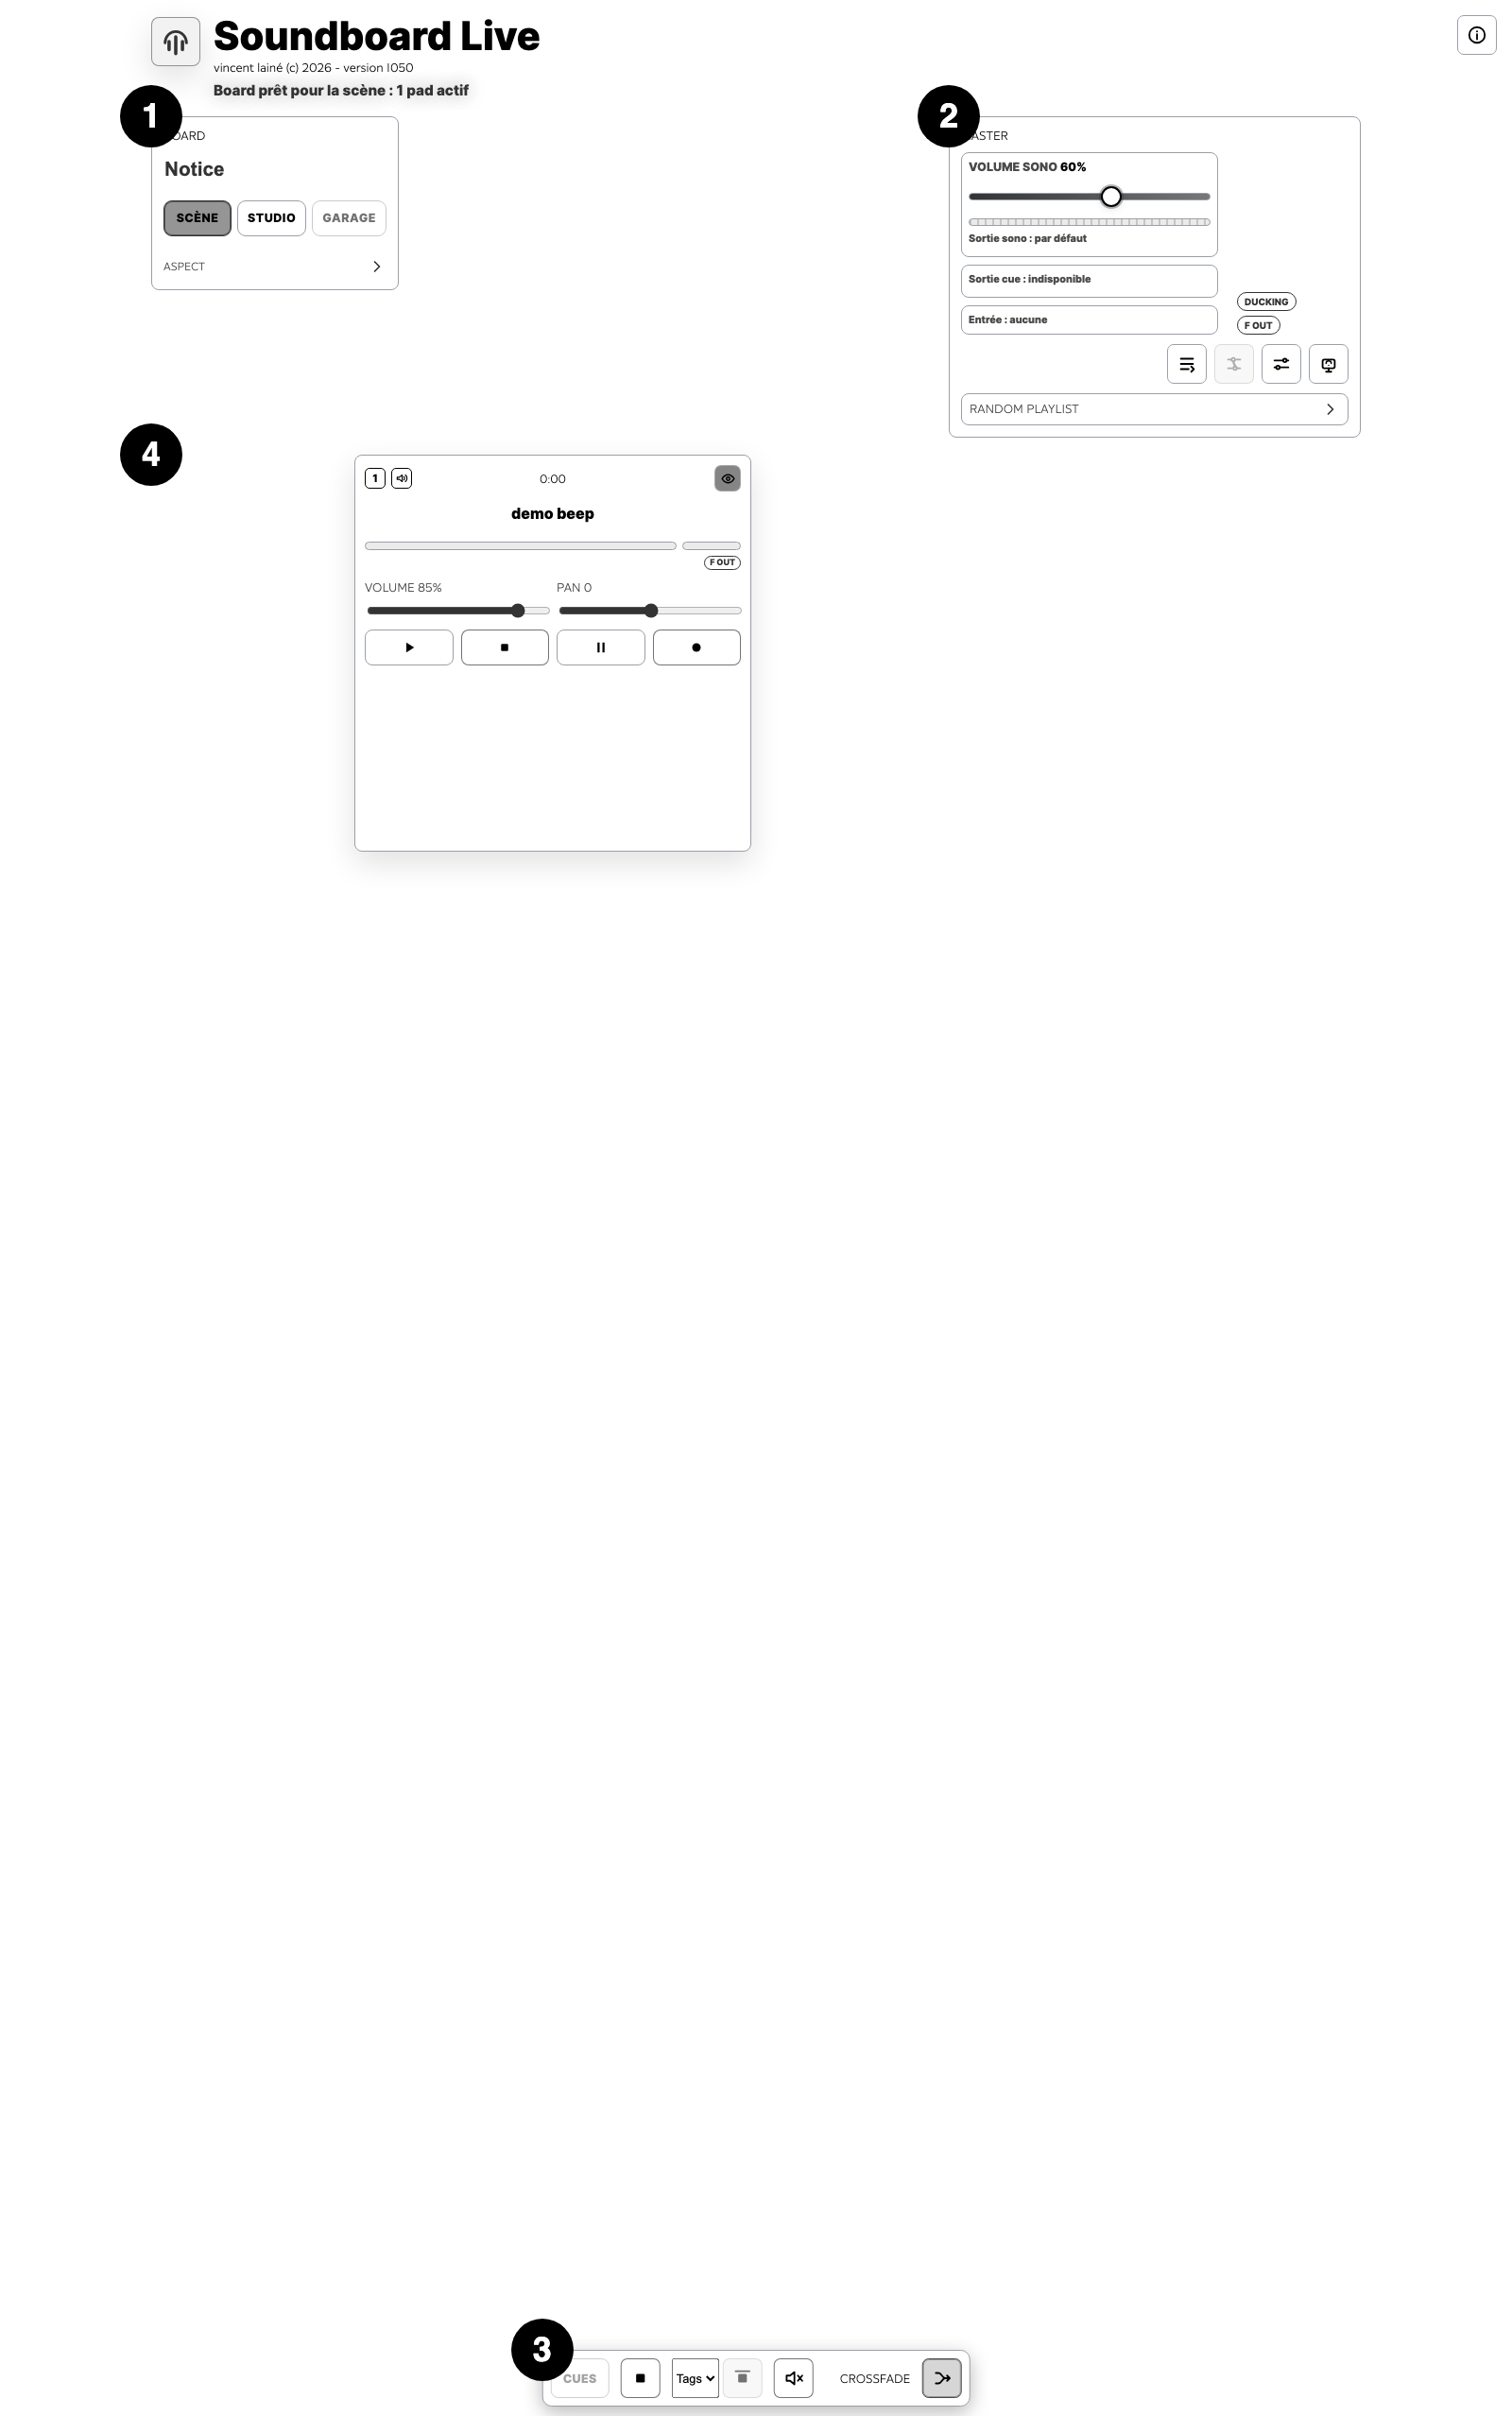 Soundboard Live
vincent lainé (c) 2026 - version I050
Board prêt pour la scène : 1 pad actif
1
OARD
Notice
SCÈNE STUDIO GARAGE
ASPECT
2
ASTER
VOLUME SONO 60%
Sortie sono : par défaut
Sortie cue : indisponible
Entrée : aucune
DUCKING
F OUT
RANDOM PLAYLIST
4
1 0:00
demo beep
F OUT
VOLUME 85% PAN 0
3
CUES Tags CROSSFADE